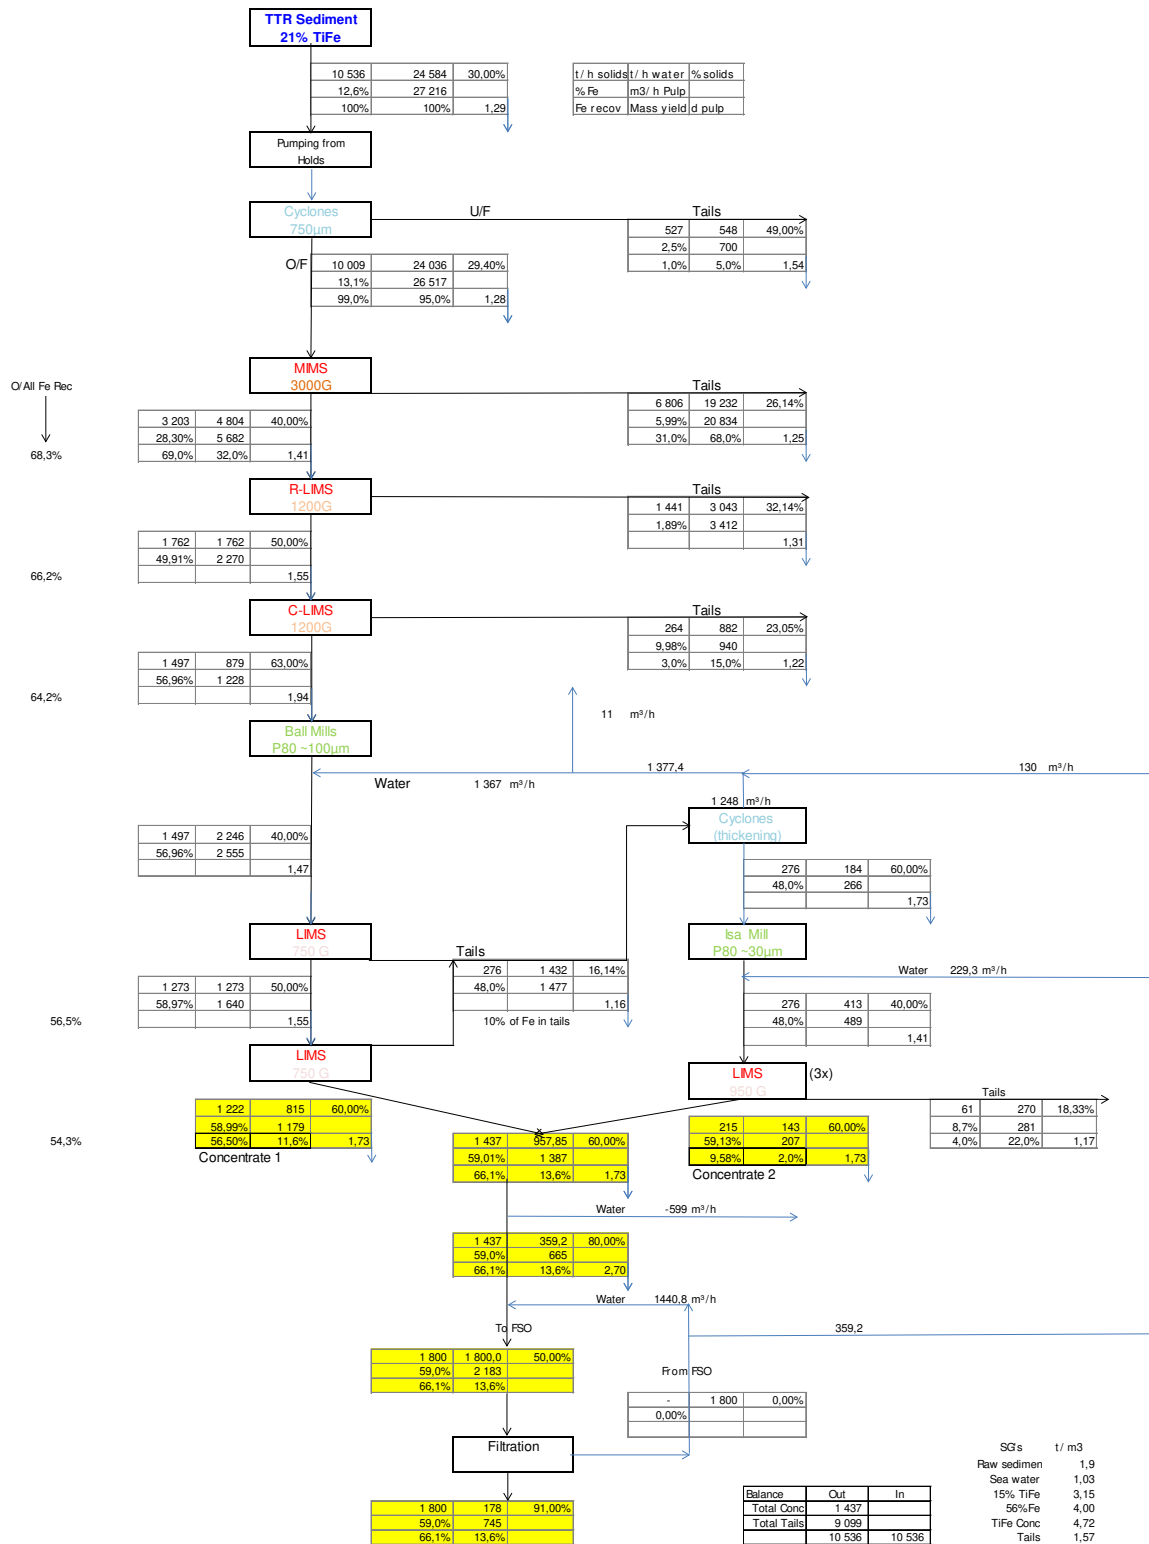 TTR Sediment
21% TiFe
10 536 24 584 30,00%
12,6% 27 216
100% 100% 1,29
t/ h solids t/ h water % solids
% Fe m3/ h Pulp
Fe recov Mass yield d pulp
Pumping from
Holds
Cyclones
750µm
U/F
Tails
527 548 49,00%
2,5% 700
1,0% 5,0% 1,54
O/F
10 009 24 036 29,40%
13,1% 26 517
99,0% 95,0% 1,28
MIMS
3000G
O/All Fe Rec
Tails
6 806 19 232 26,14%
5,99% 20 834
31,0% 68,0% 1,25
3 203 4 804 40,00%
28,30% 5 682
69,0% 32,0% 1,41
68,3%
R-LIMS
1200G
Tails
1 441 3 043 32,14%
1,89% 3 412
1,31
1 762 1 762 50,00%
49,91% 2 270
1,55
66,2%
C-LIMS
1200G
Tails
264 882 23,05%
9,98% 940
3,0% 15,0% 1,22
1 497 879 63,00%
56,96% 1 228
1,94
64,2%
11 m³/h
Ball Mills
P80 ~100µm
1 377,4
130 m³/h
Water 1 367 m³/h
1 248 m³/h
Cyclones
(thickening)
1 497 2 246 40,00%
56,96% 2 555
1,47
276 184 60,00%
48,0% 266
1,73
LIMS
750 G
Isa Mill
P80 ~30µm
Tails
276 1 432 16,14%
48,0% 1 477
1,16
10% of Fe in tails
Water 229,3 m³/h
1 273 1 273 50,00%
58,97% 1 640
1,55
56,5%
276 413 40,00%
48,0% 489
1,41
LIMS
750 G
LIMS
950 G
(3x)
Tails
61 270 18,33%
8,7% 281
4,0% 22,0% 1,17
1 222 815 60,00%
58,99% 1 179
56,50% 11,6% 1,73
Concentrate 1
54,3%
1 437 957,85 60,00%
59,01% 1 387
66,1% 13,6% 1,73
215 143 60,00%
59,13% 207
9,58% 2,0% 1,73
Concentrate 2
Water -599 m³/h
1 437 359,2 80,00%
59,0% 665
66,1% 13,6% 2,70
Water 1440,8 m³/h
To FSO
359,2
1 800 1 800,0 50,00%
59,0% 2 183
66,1% 13,6%
From FSO
- 1 800 0,00%
0,00%
Filtration
1 800 178 91,00%
59,0% 745
66,1% 13,6%
Balance Out In
Total Conc 1 437
Total Tails 9 099
10 536 10 536
SG's t/ m3
Raw sedimen 1,9
Sea water 1,03
15% TiFe 3,15
56%Fe 4,00
TiFe Conc 4,72
Tails 1,57